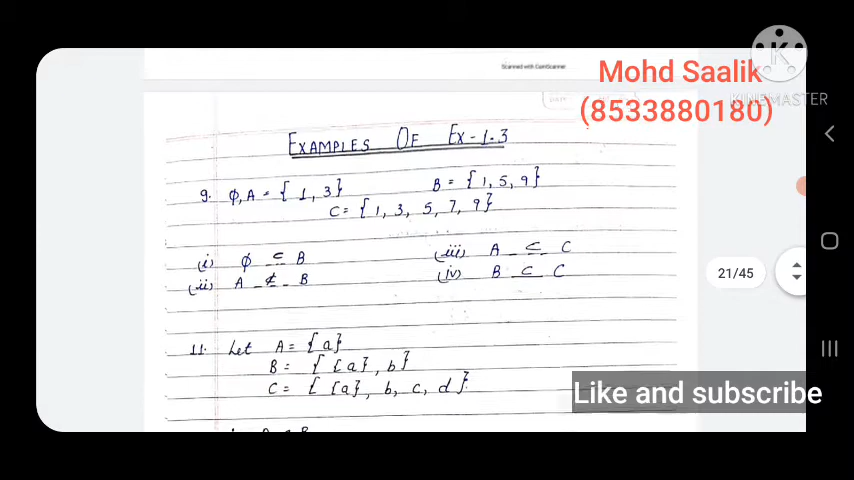 Scanned with CamScanner
Mohd Saalik
(8533880180)
KINEMASTER
EXAMPLES OF EX-1.3
9. ϕ, A = { 1, 3} B = { 1, 5, 9}
C = { 1, 3, 5, 7, 9}
(i) ϕ ⊂ B
(ii) A ⊄ B
(iii) A ⊂ C
(iv) B ⊂ C
21/45
11. Let A = {a}
B = { {a}, b}
C = { {a}, b, c, d}.
Like and subscribe